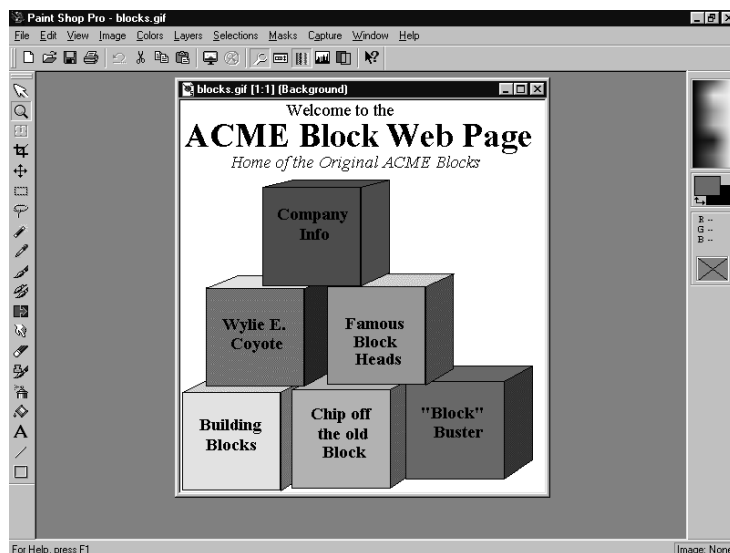 Paint Shop Pro - blocks.gif
File Edit View Image Colors Layers Selections Masks Capture Window Help
blocks.gif [1:1] (Background)
Welcome to the
ACME Block Web Page
Home of the Original ACME Blocks
Company
Info
Wylie E.
Coyote
Famous
Block
Heads
Building
Blocks
Chip off
the old
Block
"Block"
Buster
R --
G --
B --
A
For Help, press F1
Image: None